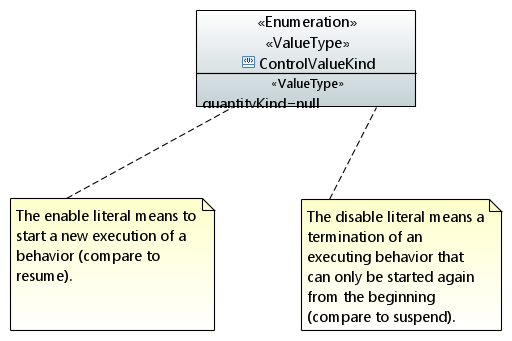 «Enumeration»
«ValueType»
ControlValueKind
«ValueType»
quantityKind=null
The enable literal means to
start a new execution of a
behavior (compare to
resume).
The disable literal means a
termination of an
executing behavior that
can only be started again
from the beginning
(compare to suspend).